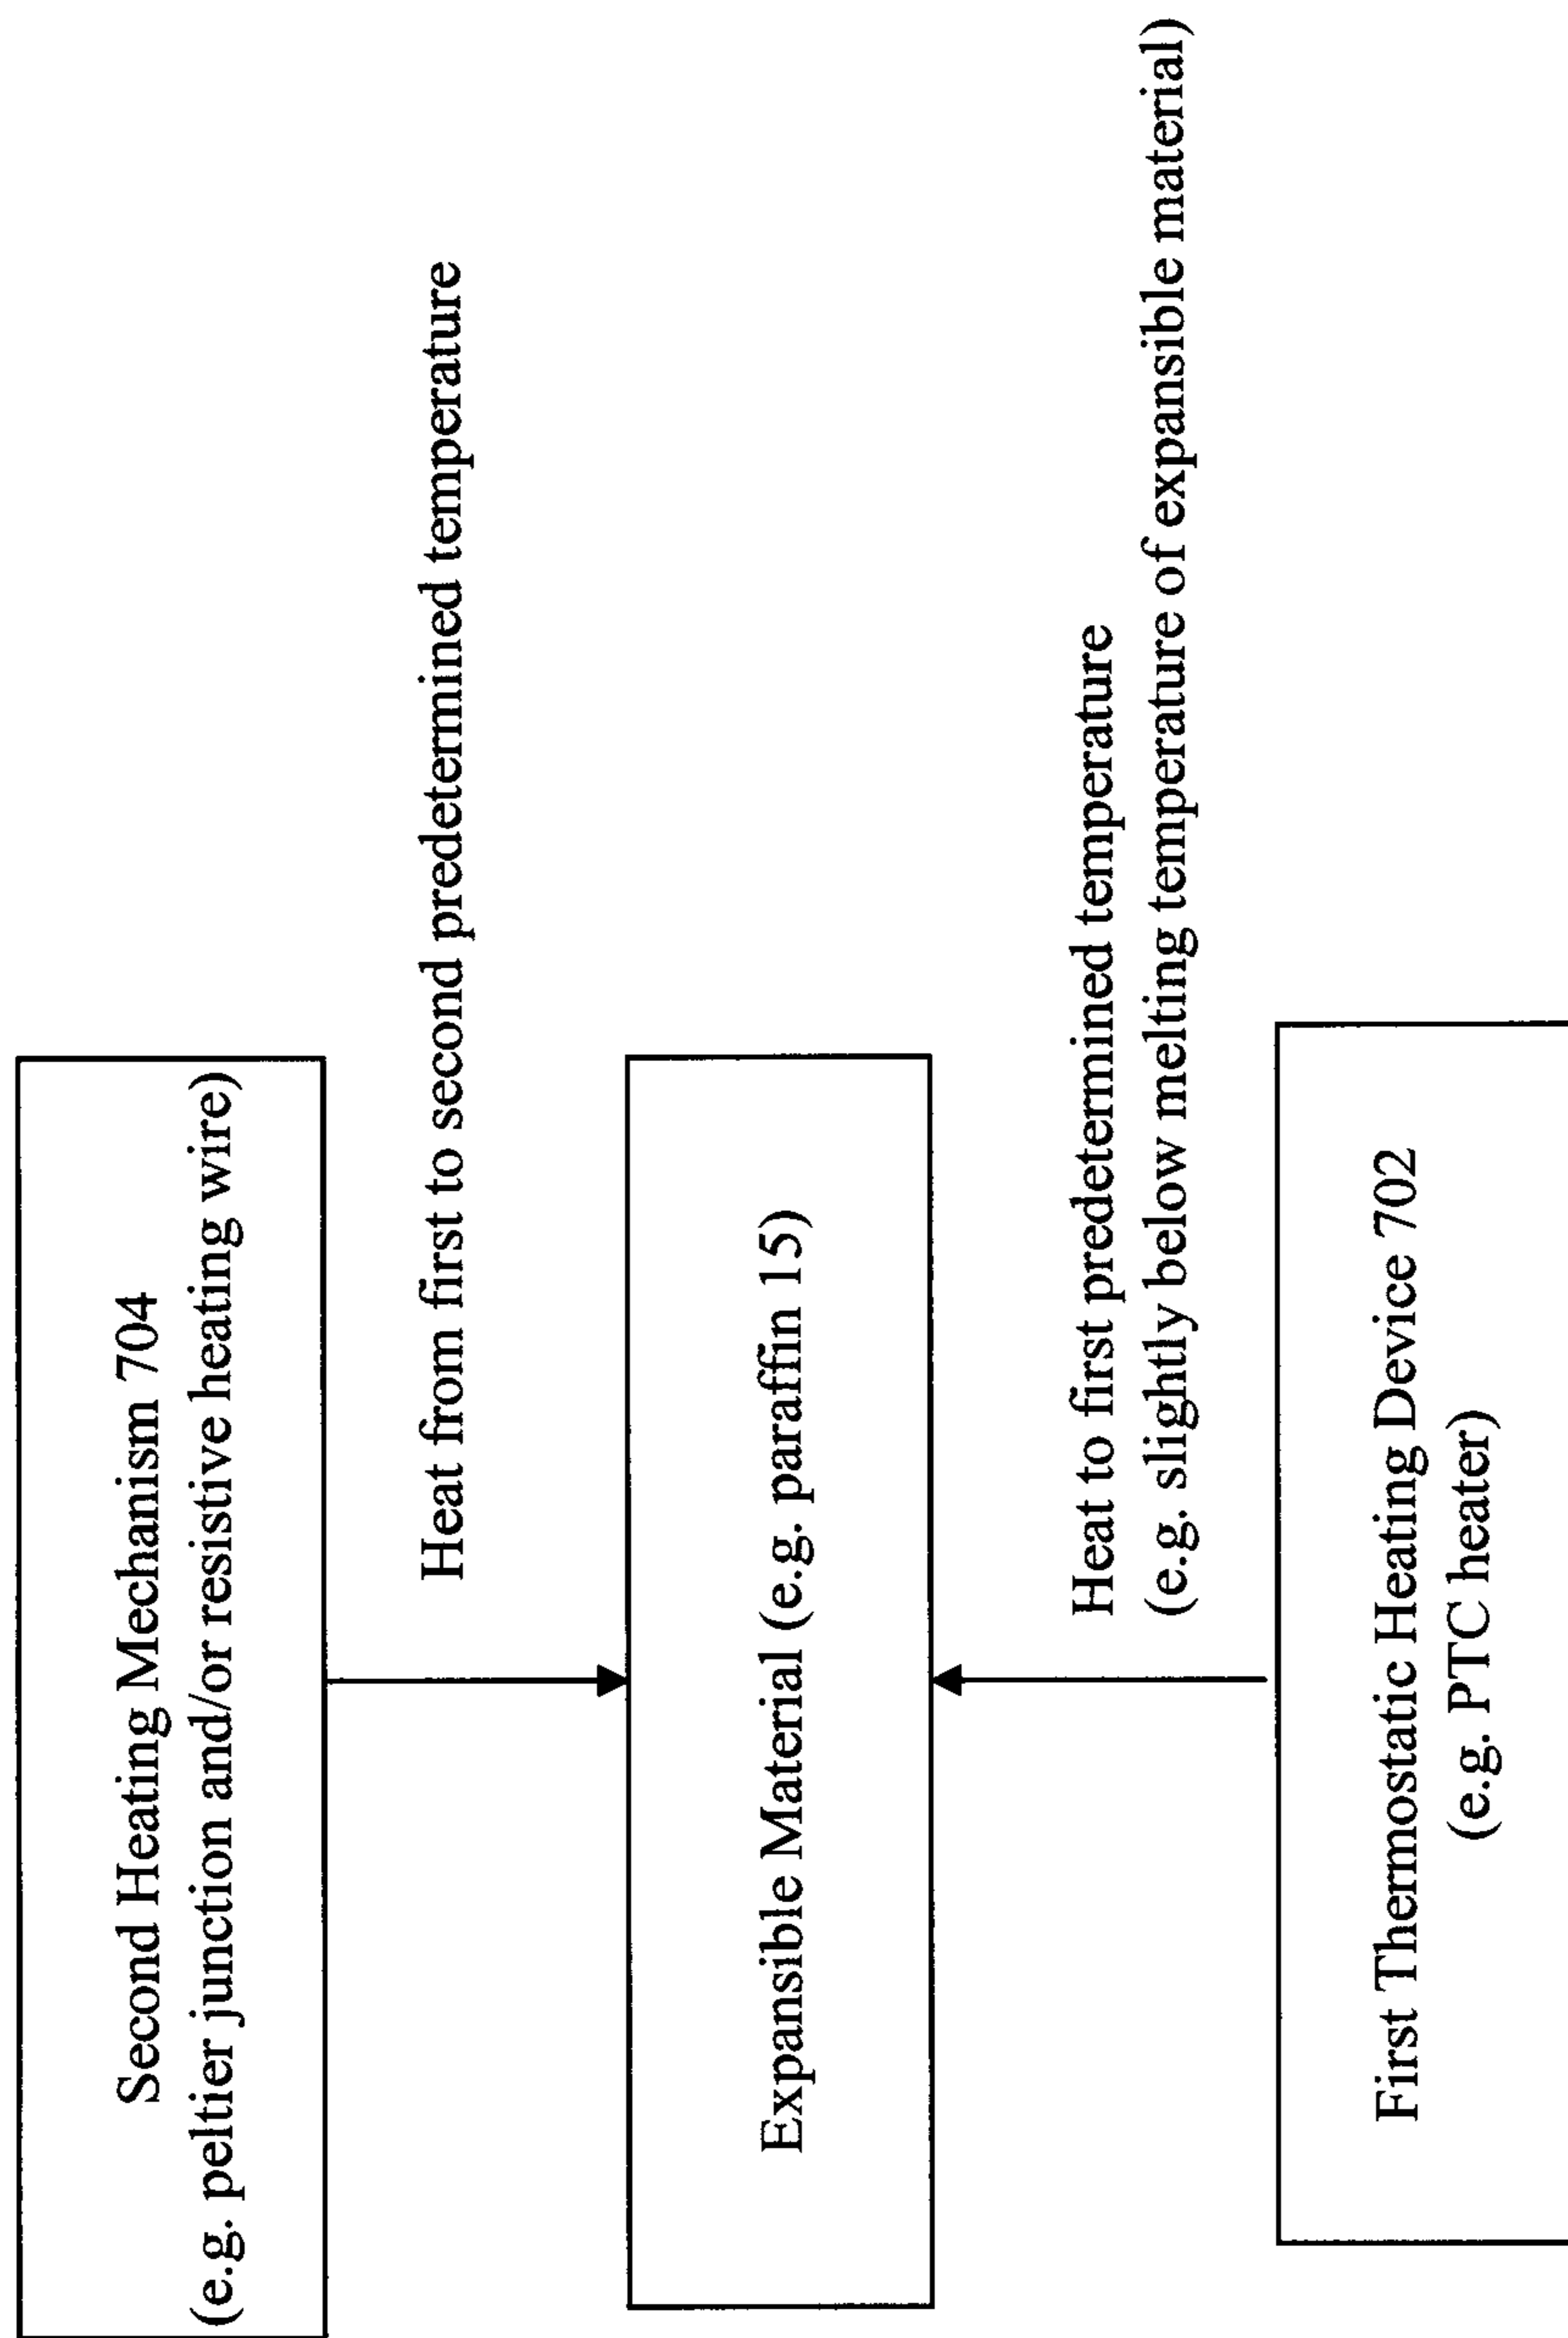 Second Heating Mechanism 704
(e.g. peltier junction and/or resistive heating wire)
Heat from first to second predetermined temperature
Expansible Material (e.g. paraffin 15)
Heat to first predetermined temperature
(e.g. slightly below melting temperature of expansible material)
First Thermostatic Heating Device 702
(e.g. PTC heater)